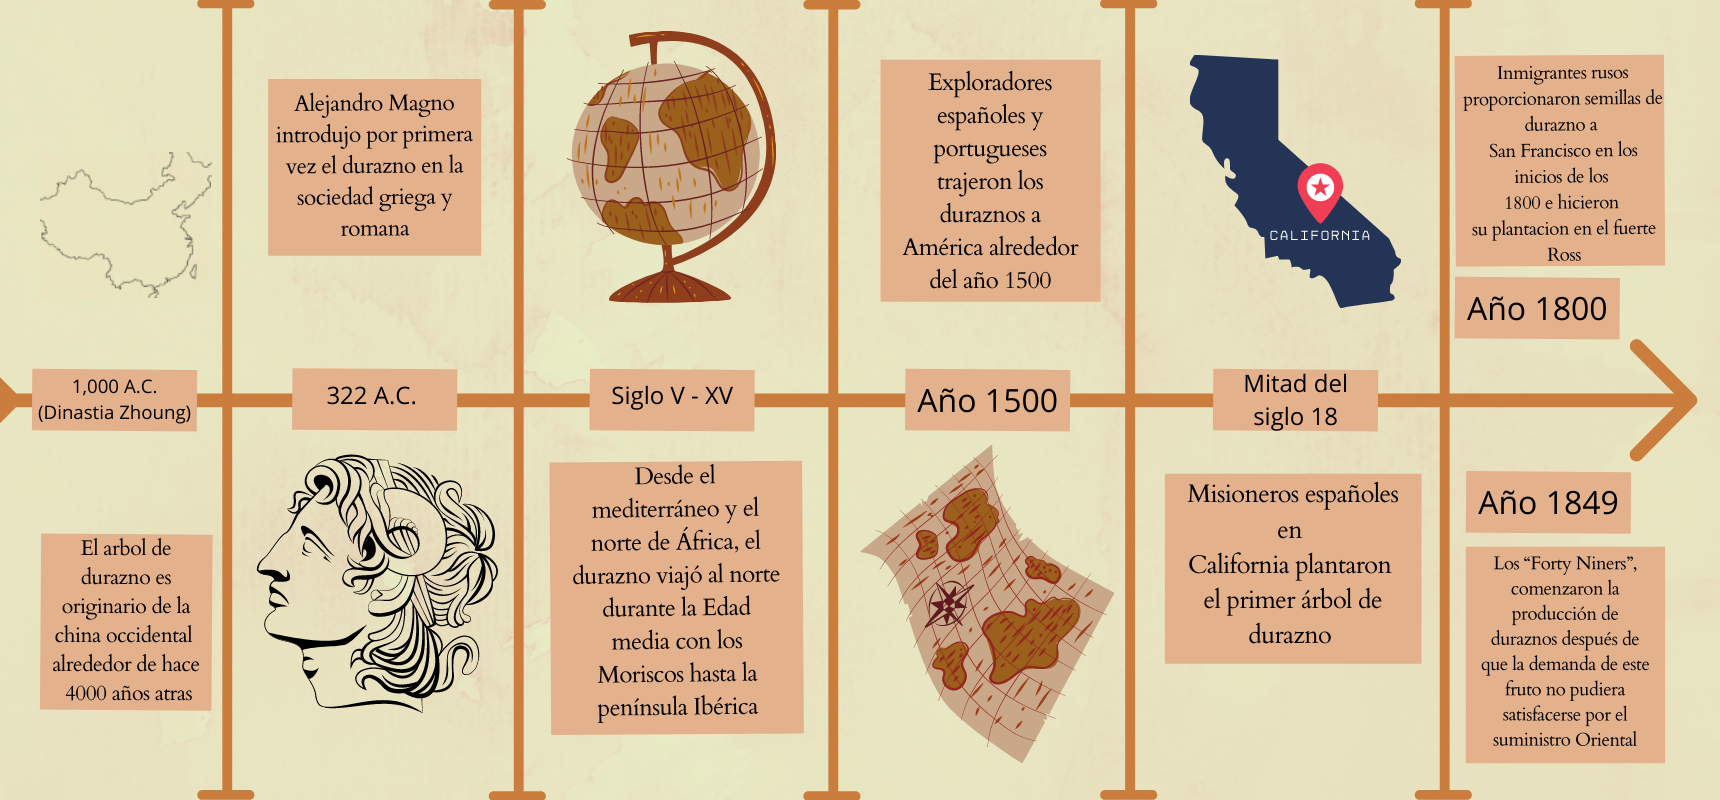 1,000 A.C.
(Dinastia Zhoung)
El arbol de
durazno es
originario de la
china occidental
alrededor de hace
4000 años atras
Alejandro Magno
introdujo por primera
vez el durazno en la
sociedad griega y
romana
322 A.C.
Siglo V - XV
Desde el
mediterráneo y el
norte de África, el
durazno viajó al norte
durante la Edad
media con los
Moriscos hasta la
península Ibérica
Exploradores
españoles y
portugueses
trajeron los
duraznos a
América alrededor
del año 1500
Año 1500
CALIFORNIA
Mitad del
siglo 18
Misioneros españoles
en
California plantaron
el primer árbol de
durazno
Inmigrantes rusos
proporcionaron semillas de
durazno a
San Francisco en los
inicios de los
1800 e hicieron
su plantacion en el fuerte
Ross
Año 1800
Año 1849
Los “Forty Niners”,
comenzaron la
producción de
duraznos después de
que la demanda de este
fruto no pudiera
satisfacerse por el
suministro Oriental